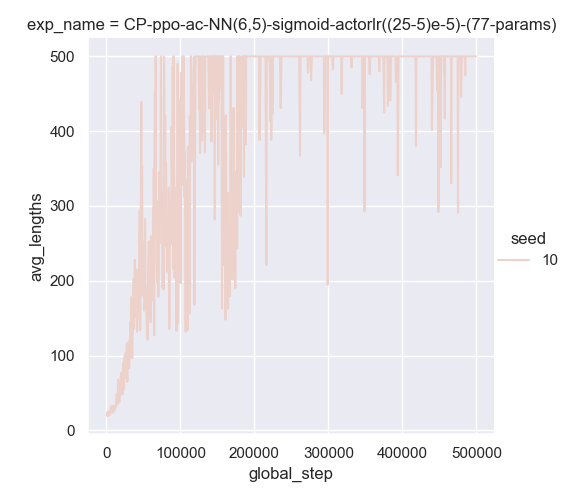 exp_name = CP-ppo-ac-NN(6,5)-sigmoid-actorlr((25-5)e-5)-(77-params)
500
400
300
200
100
0
avg_lengths
0 100000 200000 300000 400000 500000
global_step
seed
10